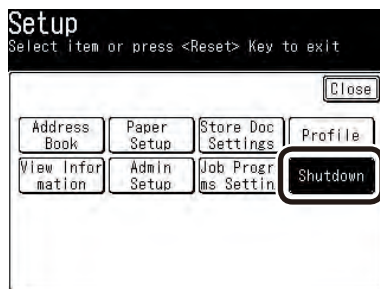 Setup
Select item or press <Reset> Key to exit
Close
Address
Book
Paper
Setup
Store Doc
Settings
Profile
View Infor
mation
Admin
Setup
Job Progr
ms Settin
Shutdown